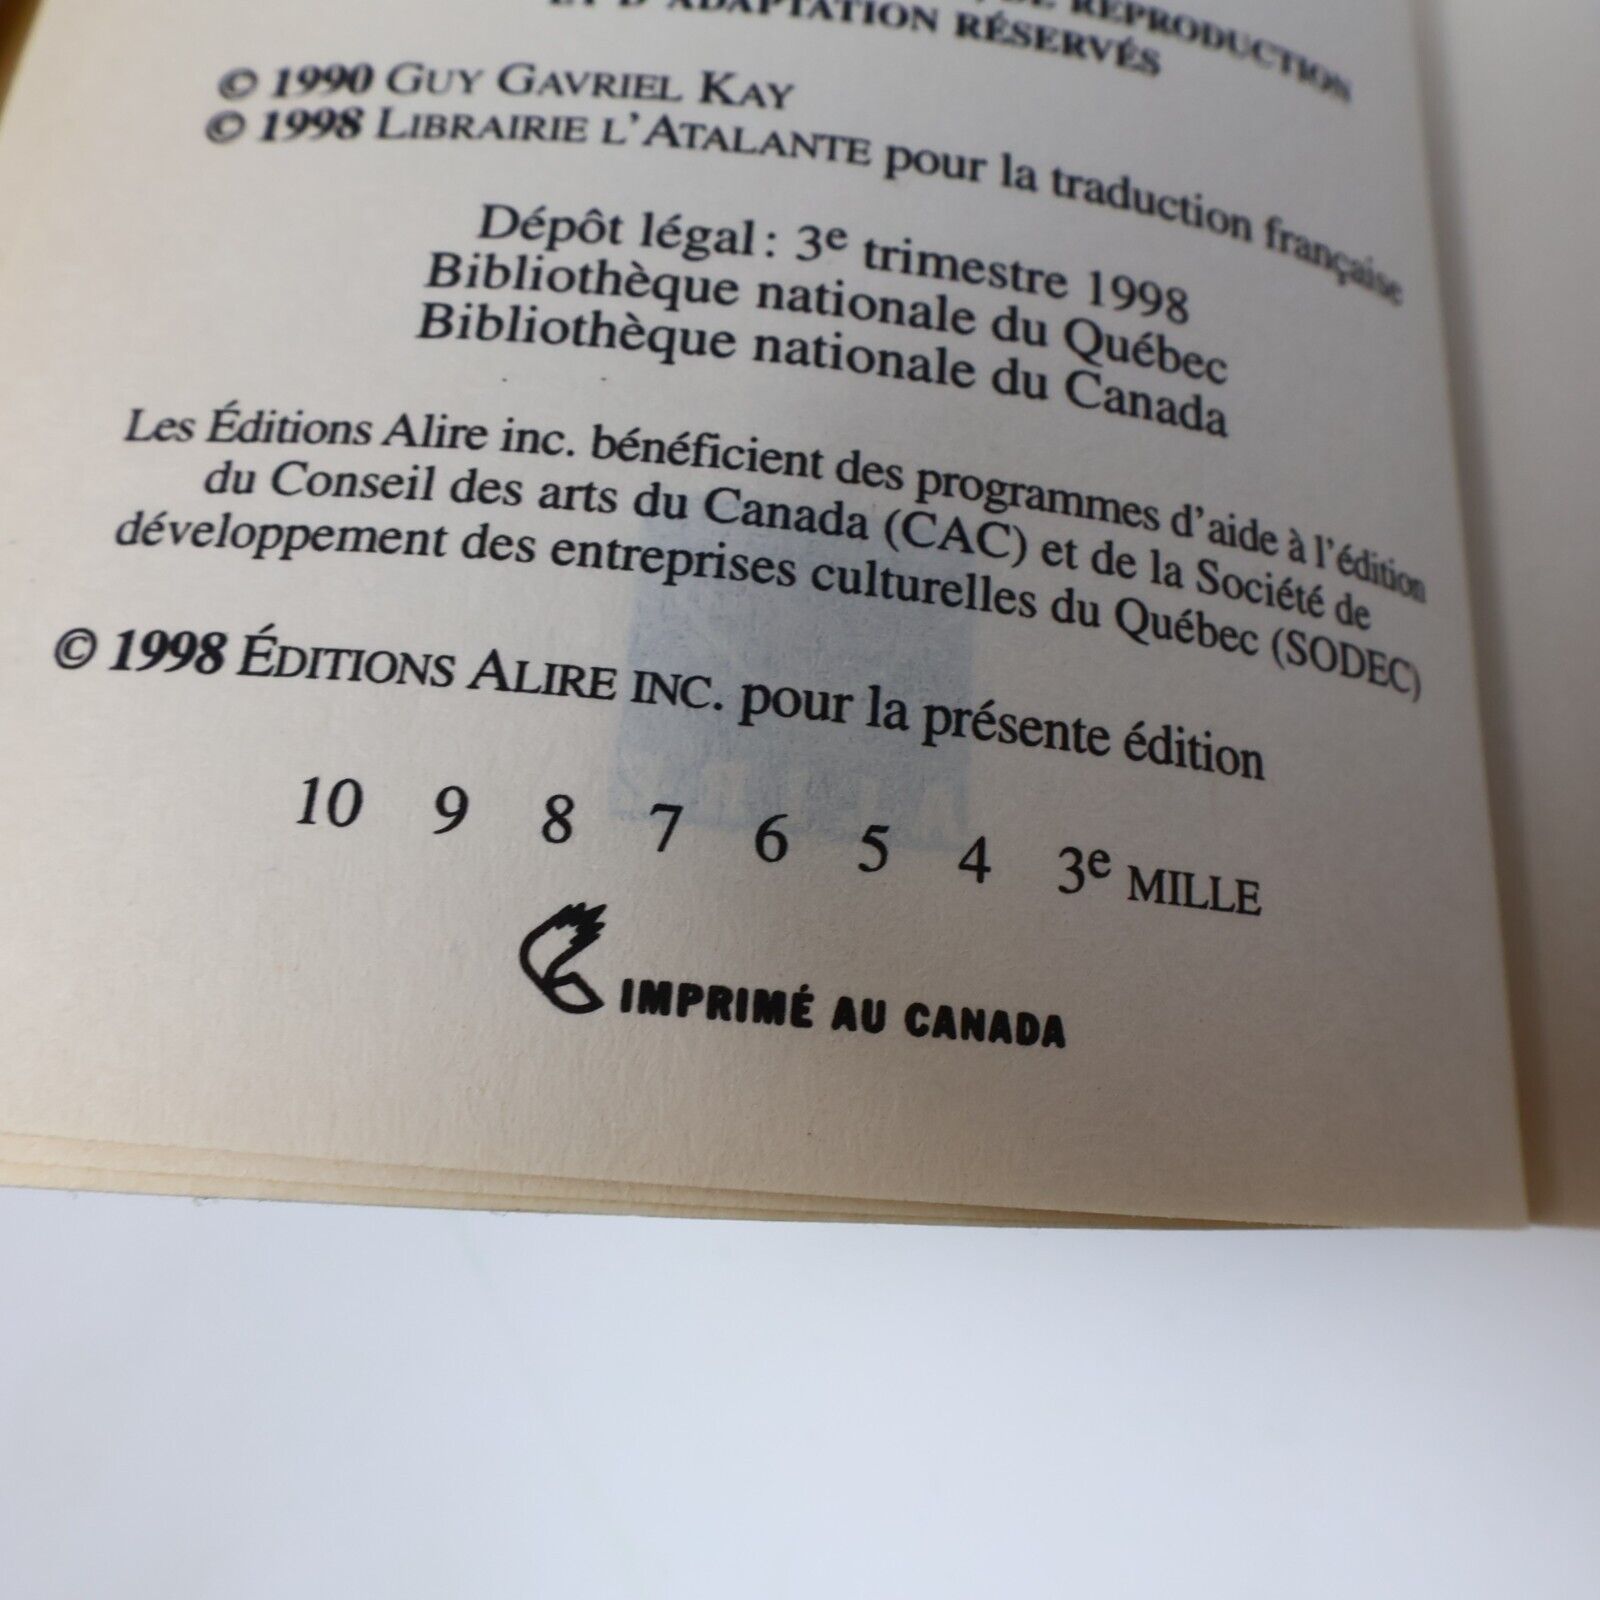 DE REPRODUCTION
ET D'ADAPTATION RÉSERVÉS
© 1990 GUY GAVRIEL KAY
© 1998 LIBRAIRIE L'ATALANTE pour la traduction française
Dépôt légal : 3e trimestre 1998
Bibliothèque nationale du Québec
Bibliothèque nationale du Canada
Les Éditions Alire inc. bénéficient des programmes d'aide à l'édition
du Conseil des arts du Canada (CAC) et de la Société de
développement des entreprises culturelles du Québec (SODEC)
© 1998 ÉDITIONS ALIRE INC. pour la présente édition
10 9 8 7 6 5 4 3e MILLE
IMPRIMÉ AU CANADA